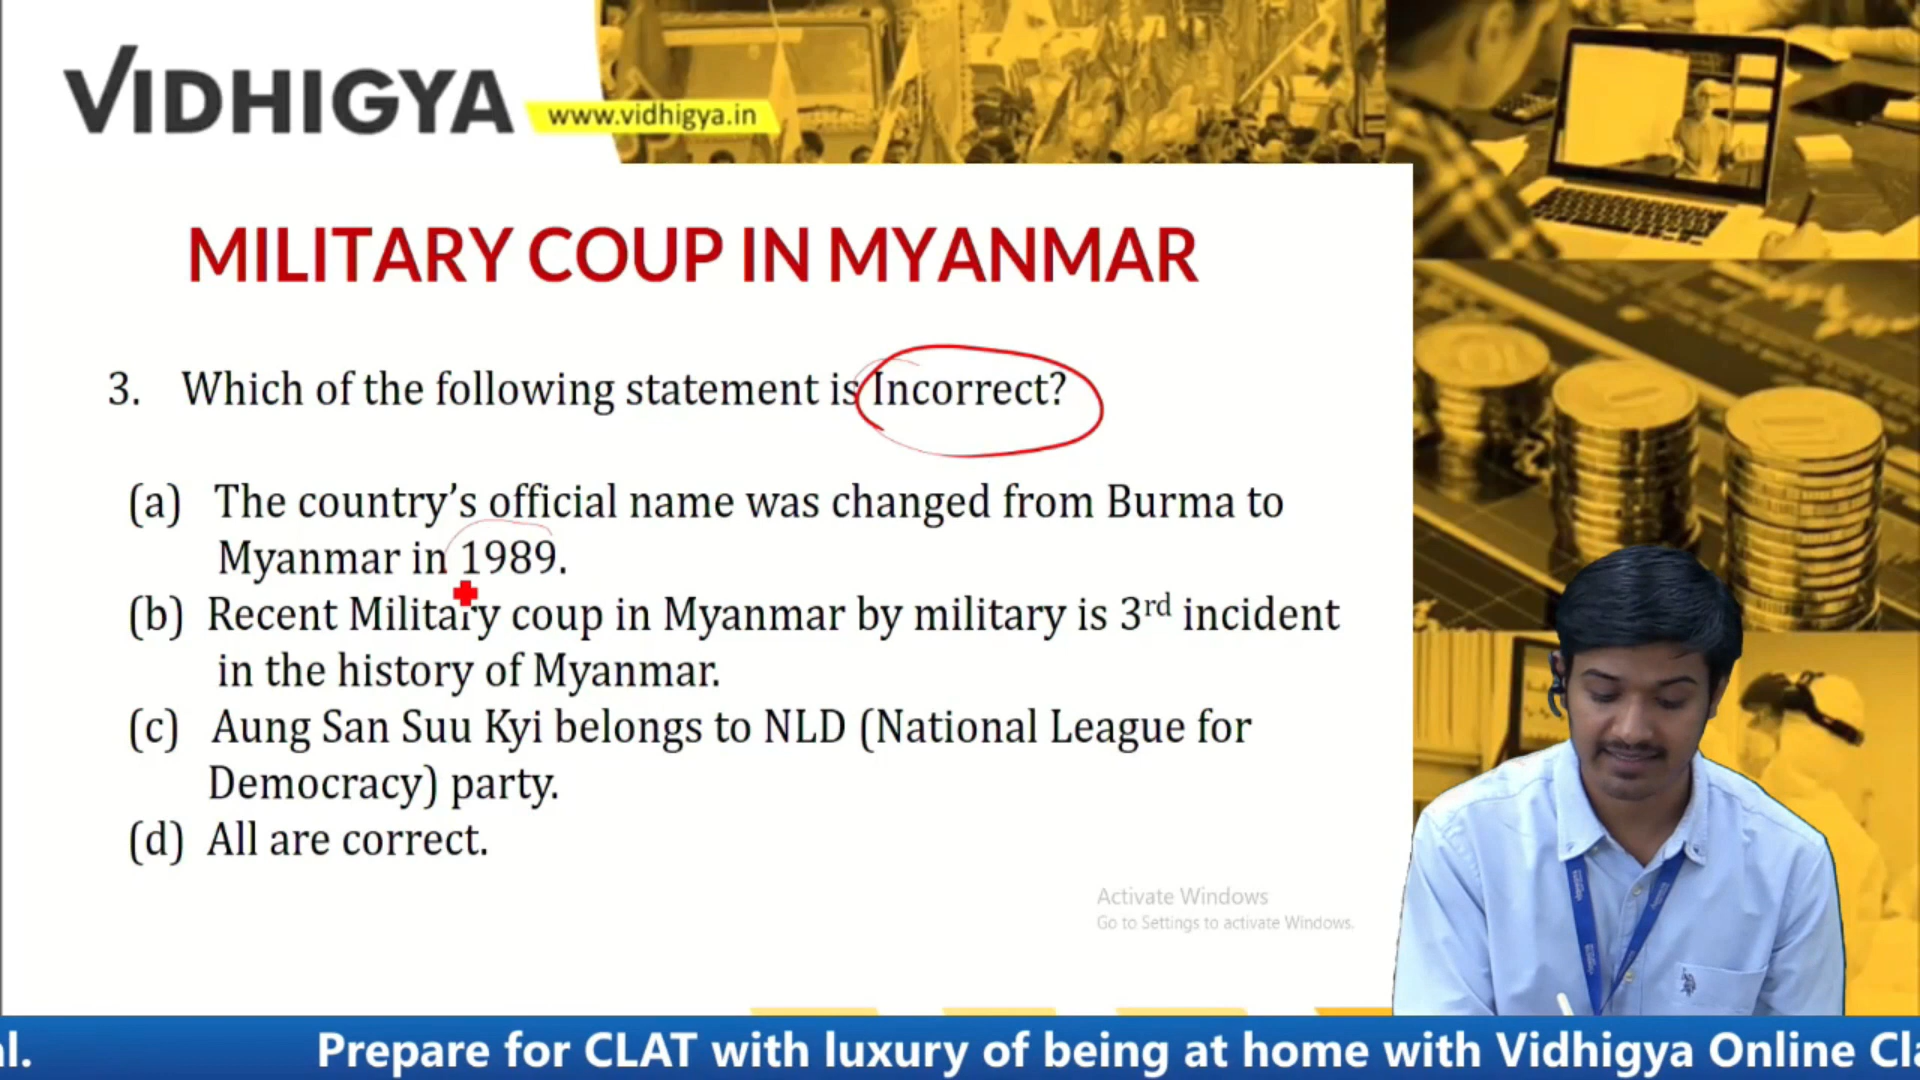 VIDHIGYA
www.vidhigya.in
MILITARY COUP IN MYANMAR
3. Which of the following statement is Incorrect?
(a) The country’s official name was changed from Burma to
Myanmar in 1989.
(b) Recent Military coup in Myanmar by military is 3rd incident
in the history of Myanmar.
(c) Aung San Suu Kyi belongs to NLD (National League for
Democracy) party.
(d) All are correct.
Activate Windows
Go to Settings to activate Windows.
al. Prepare for CLAT with luxury of being at home with Vidhigya Online Cla